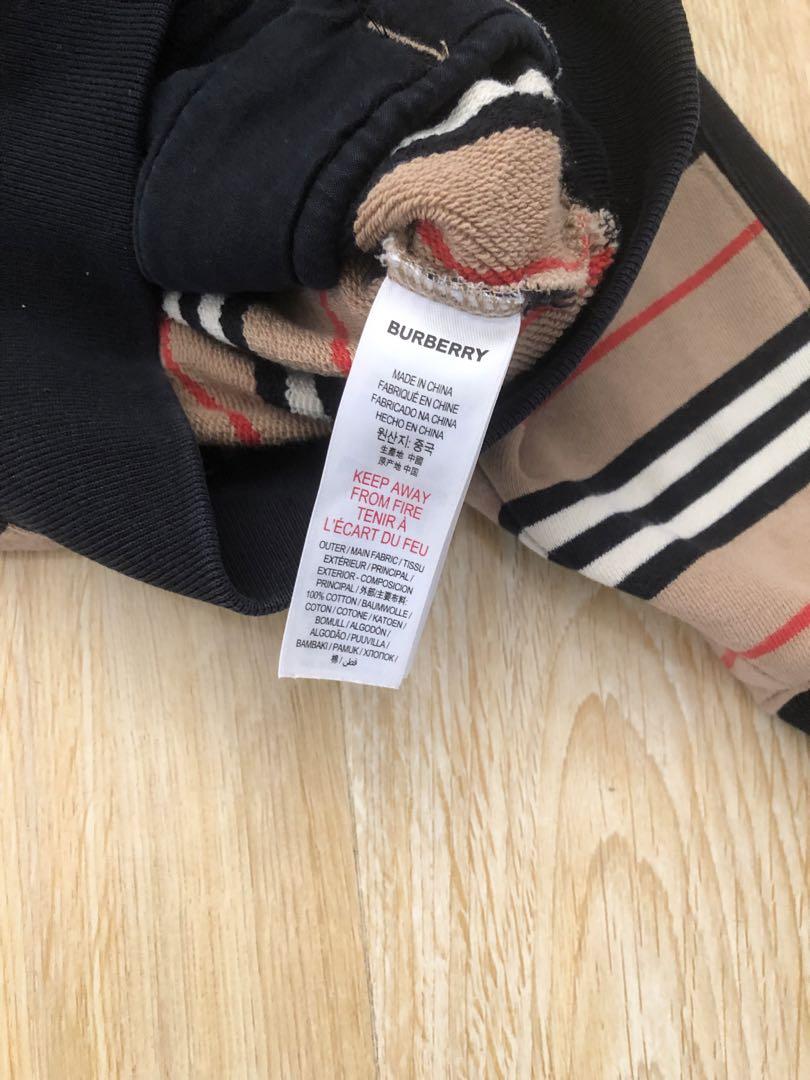 BURBERRY
MADE IN CHINA
FABRIQUÉ EN CHINE
FABRICADO NA CHINA
HECHO EN CHINA
원산지: 중국
生產地 中國
原产地 中国
KEEP AWAY
FROM FIRE
TENIR À
L'ÉCART DU FEU
OUTER / MAIN FABRIC / TISSU
EXTÉRIEUR / PRINCIPAL /
EXTERIOR - COMPOSICION
PRINCIPAL / 外部/主要布料·
100% COTTON / BAUMWOLLE /
COTON / COTONE / KATOEN /
BOMULL / ALGODÓN /
ALGODÃO / PUUVILLA /
BAMBAKI / PAMUK / ХЛОПОК /
棉 / قطن /